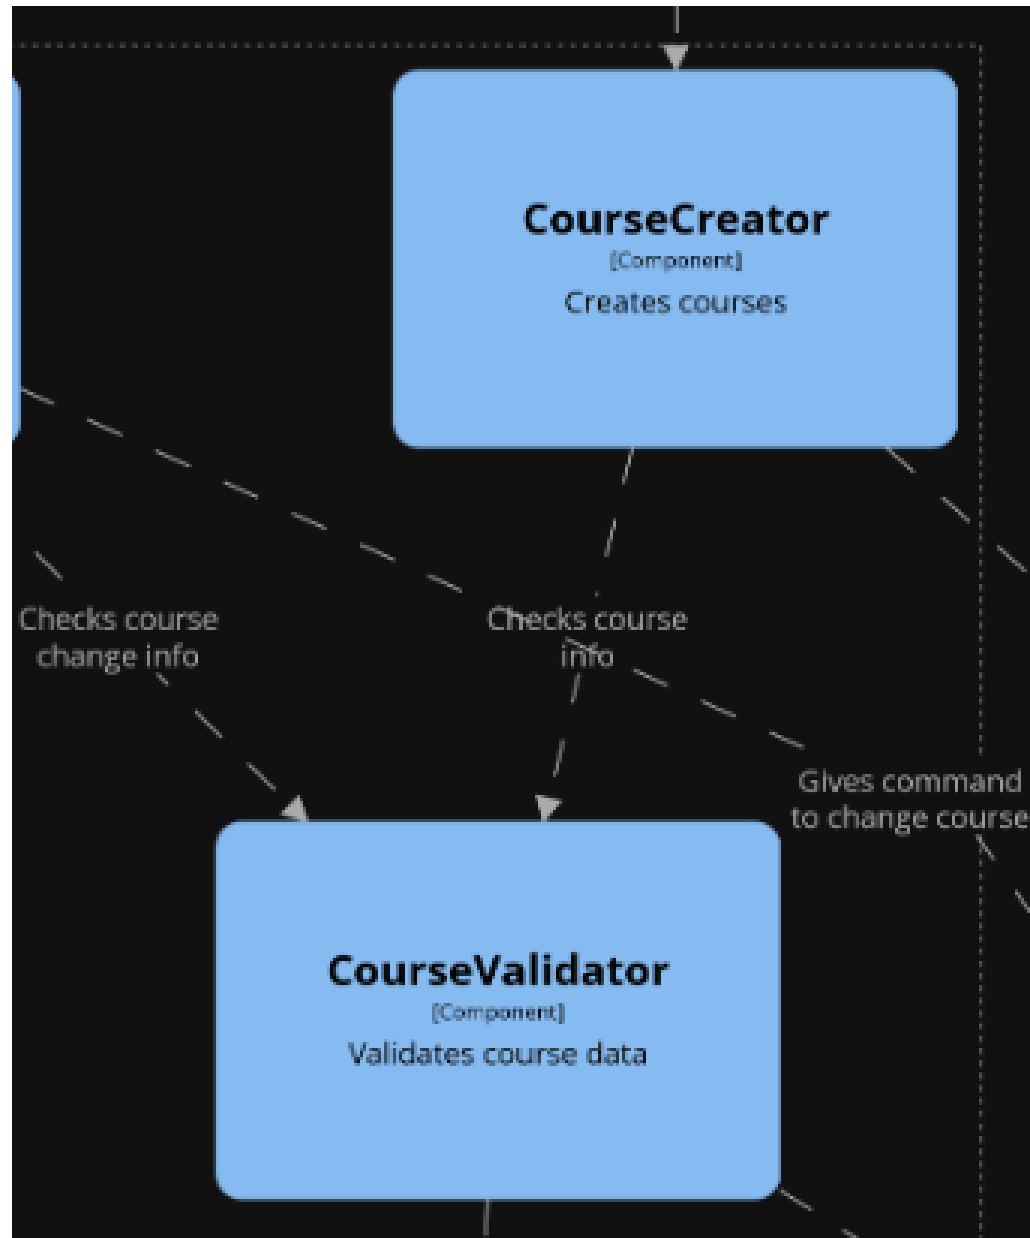 CourseCreator
[Component]
Creates courses
Checks course
change info
Checks course
info
Gives command
to change course
CourseValidator
[Component]
Validates course data